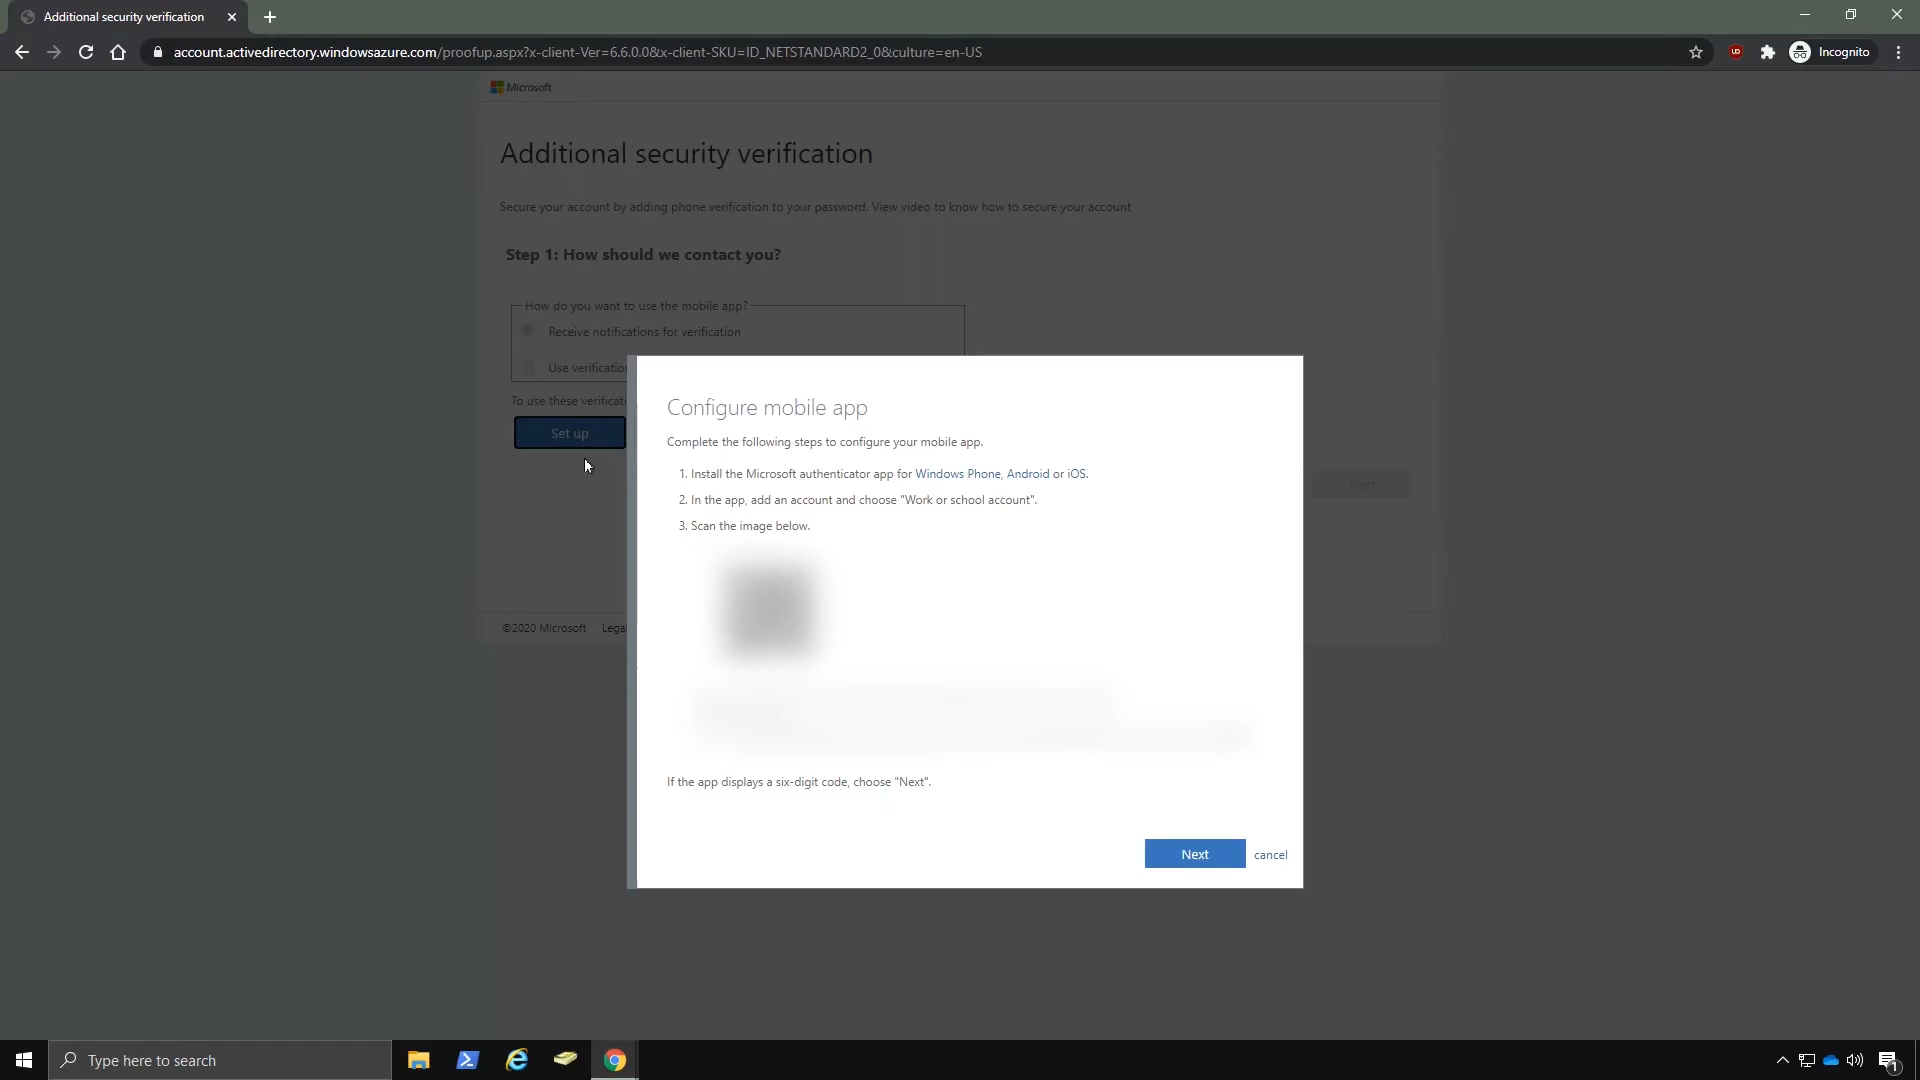 Additional security verification
account.activedirectory.windowsazure.com/proofup.aspx?x-client-Ver=6.6.0.0&x-client-SKU=ID_NETSTANDARD2_0&culture=en-US
Incognito
Microsoft
Additional security verification
Secure your account by adding phone verification to your password. View video to know how to secure your account
Step 1: How should we contact you?
How do you want to use the mobile app?
Receive notifications for verification
Use verification
To use these verificati
Set up
Next
Configure mobile app
Complete the following steps to configure your mobile app.
1. Install the Microsoft authenticator app for Windows Phone, Android or iOS.
2. In the app, add an account and choose "Work or school account".
3. Scan the image below.
If the app displays a six-digit code, choose "Next".
Next
cancel
©2020 Microsoft Legal
Type here to search
1